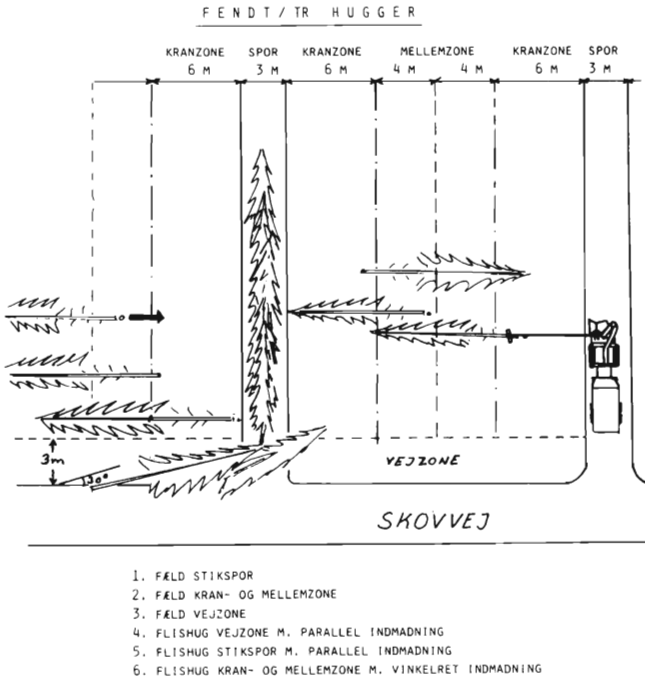 FENDT/TR HUGGER
KRANZONE SPOR KRANZONE MELLEMZONE KRANZONE SPOR
6 M 3 M 6 M 4 M 4 M 6 M 3 M
3m
30°
VEJZONE
SKOVVEJ
1. FÆLD STIKSPOR
2. FÆLD KRAN- OG MELLEMZONE
3. FÆLD VEJZONE
4. FLISHUG VEJZONE M. PARALLEL INDMADNING
5. FLISHUG STIKSPOR M. PARALLEL INDMADNING
6. FLISHUG KRAN- OG MELLEMZONE M. VINKELRET INDMADNING